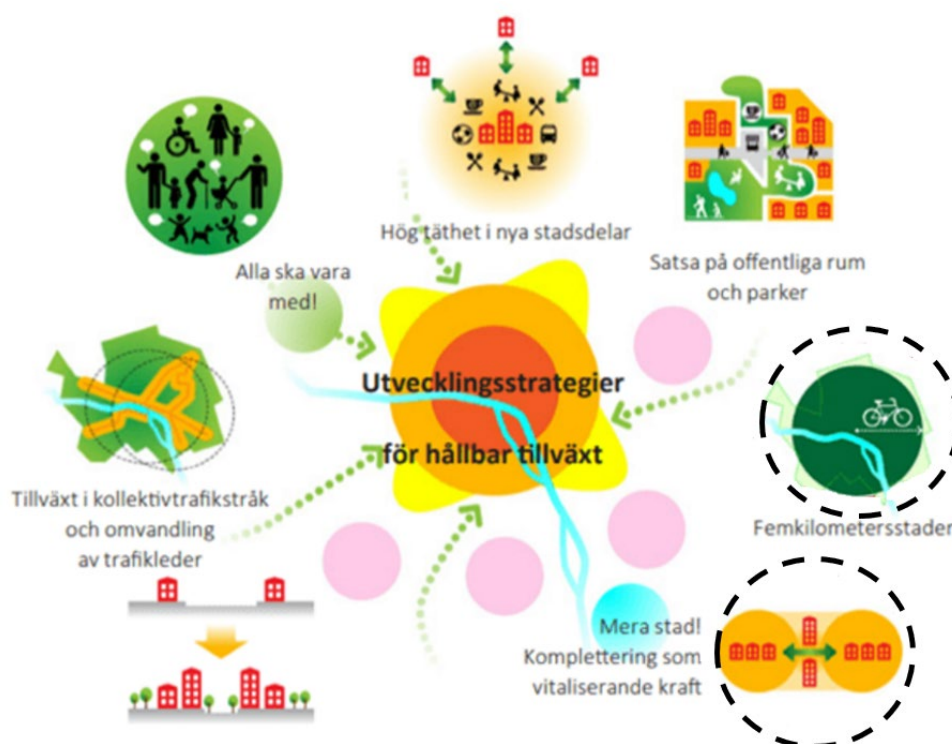 Hög täthet i nya stadsdelar
Alla ska vara
med!
Satsa på offentliga rum
och parker
Utvecklingsstrategier
för hållbar tillväxt
Tillväxt i kollektivtrafikstråk
och omvandling
av trafikleder
Femkilometersstaden
Mera stad!
Komplettering som
vitaliserande kraft